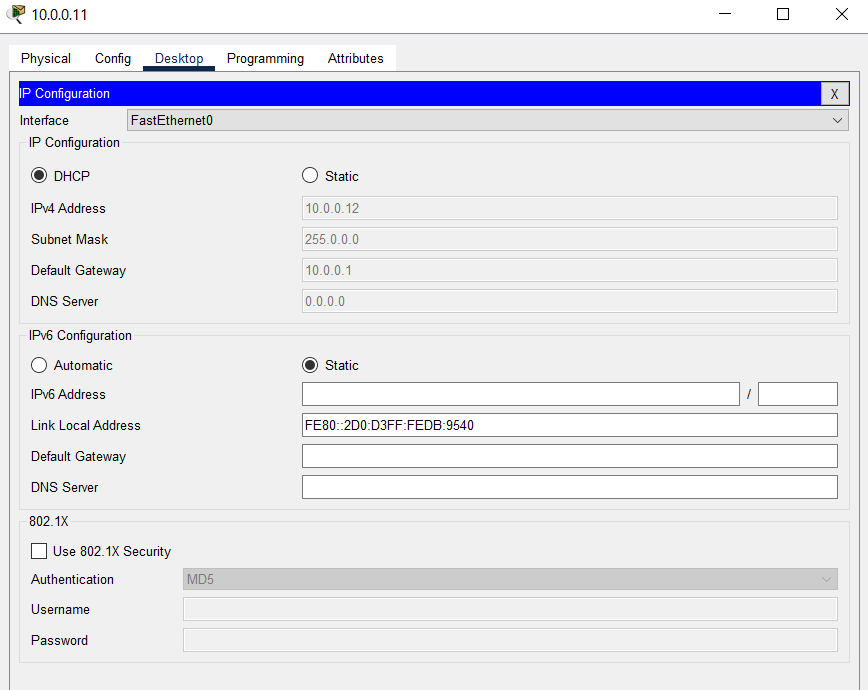 10.0.0.11
Physical Config Desktop Programming Attributes
IP Configuration X
Interface FastEthernet0
IP Configuration
DHCP Static
IPv4 Address 10.0.0.12
Subnet Mask 255.0.0.0
Default Gateway 10.0.0.1
DNS Server 0.0.0.0
IPv6 Configuration
Automatic Static
IPv6 Address /
Link Local Address FE80::2D0:D3FF:FEDB:9540
Default Gateway
DNS Server
802.1X
Use 802.1X Security
Authentication MD5
Username
Password